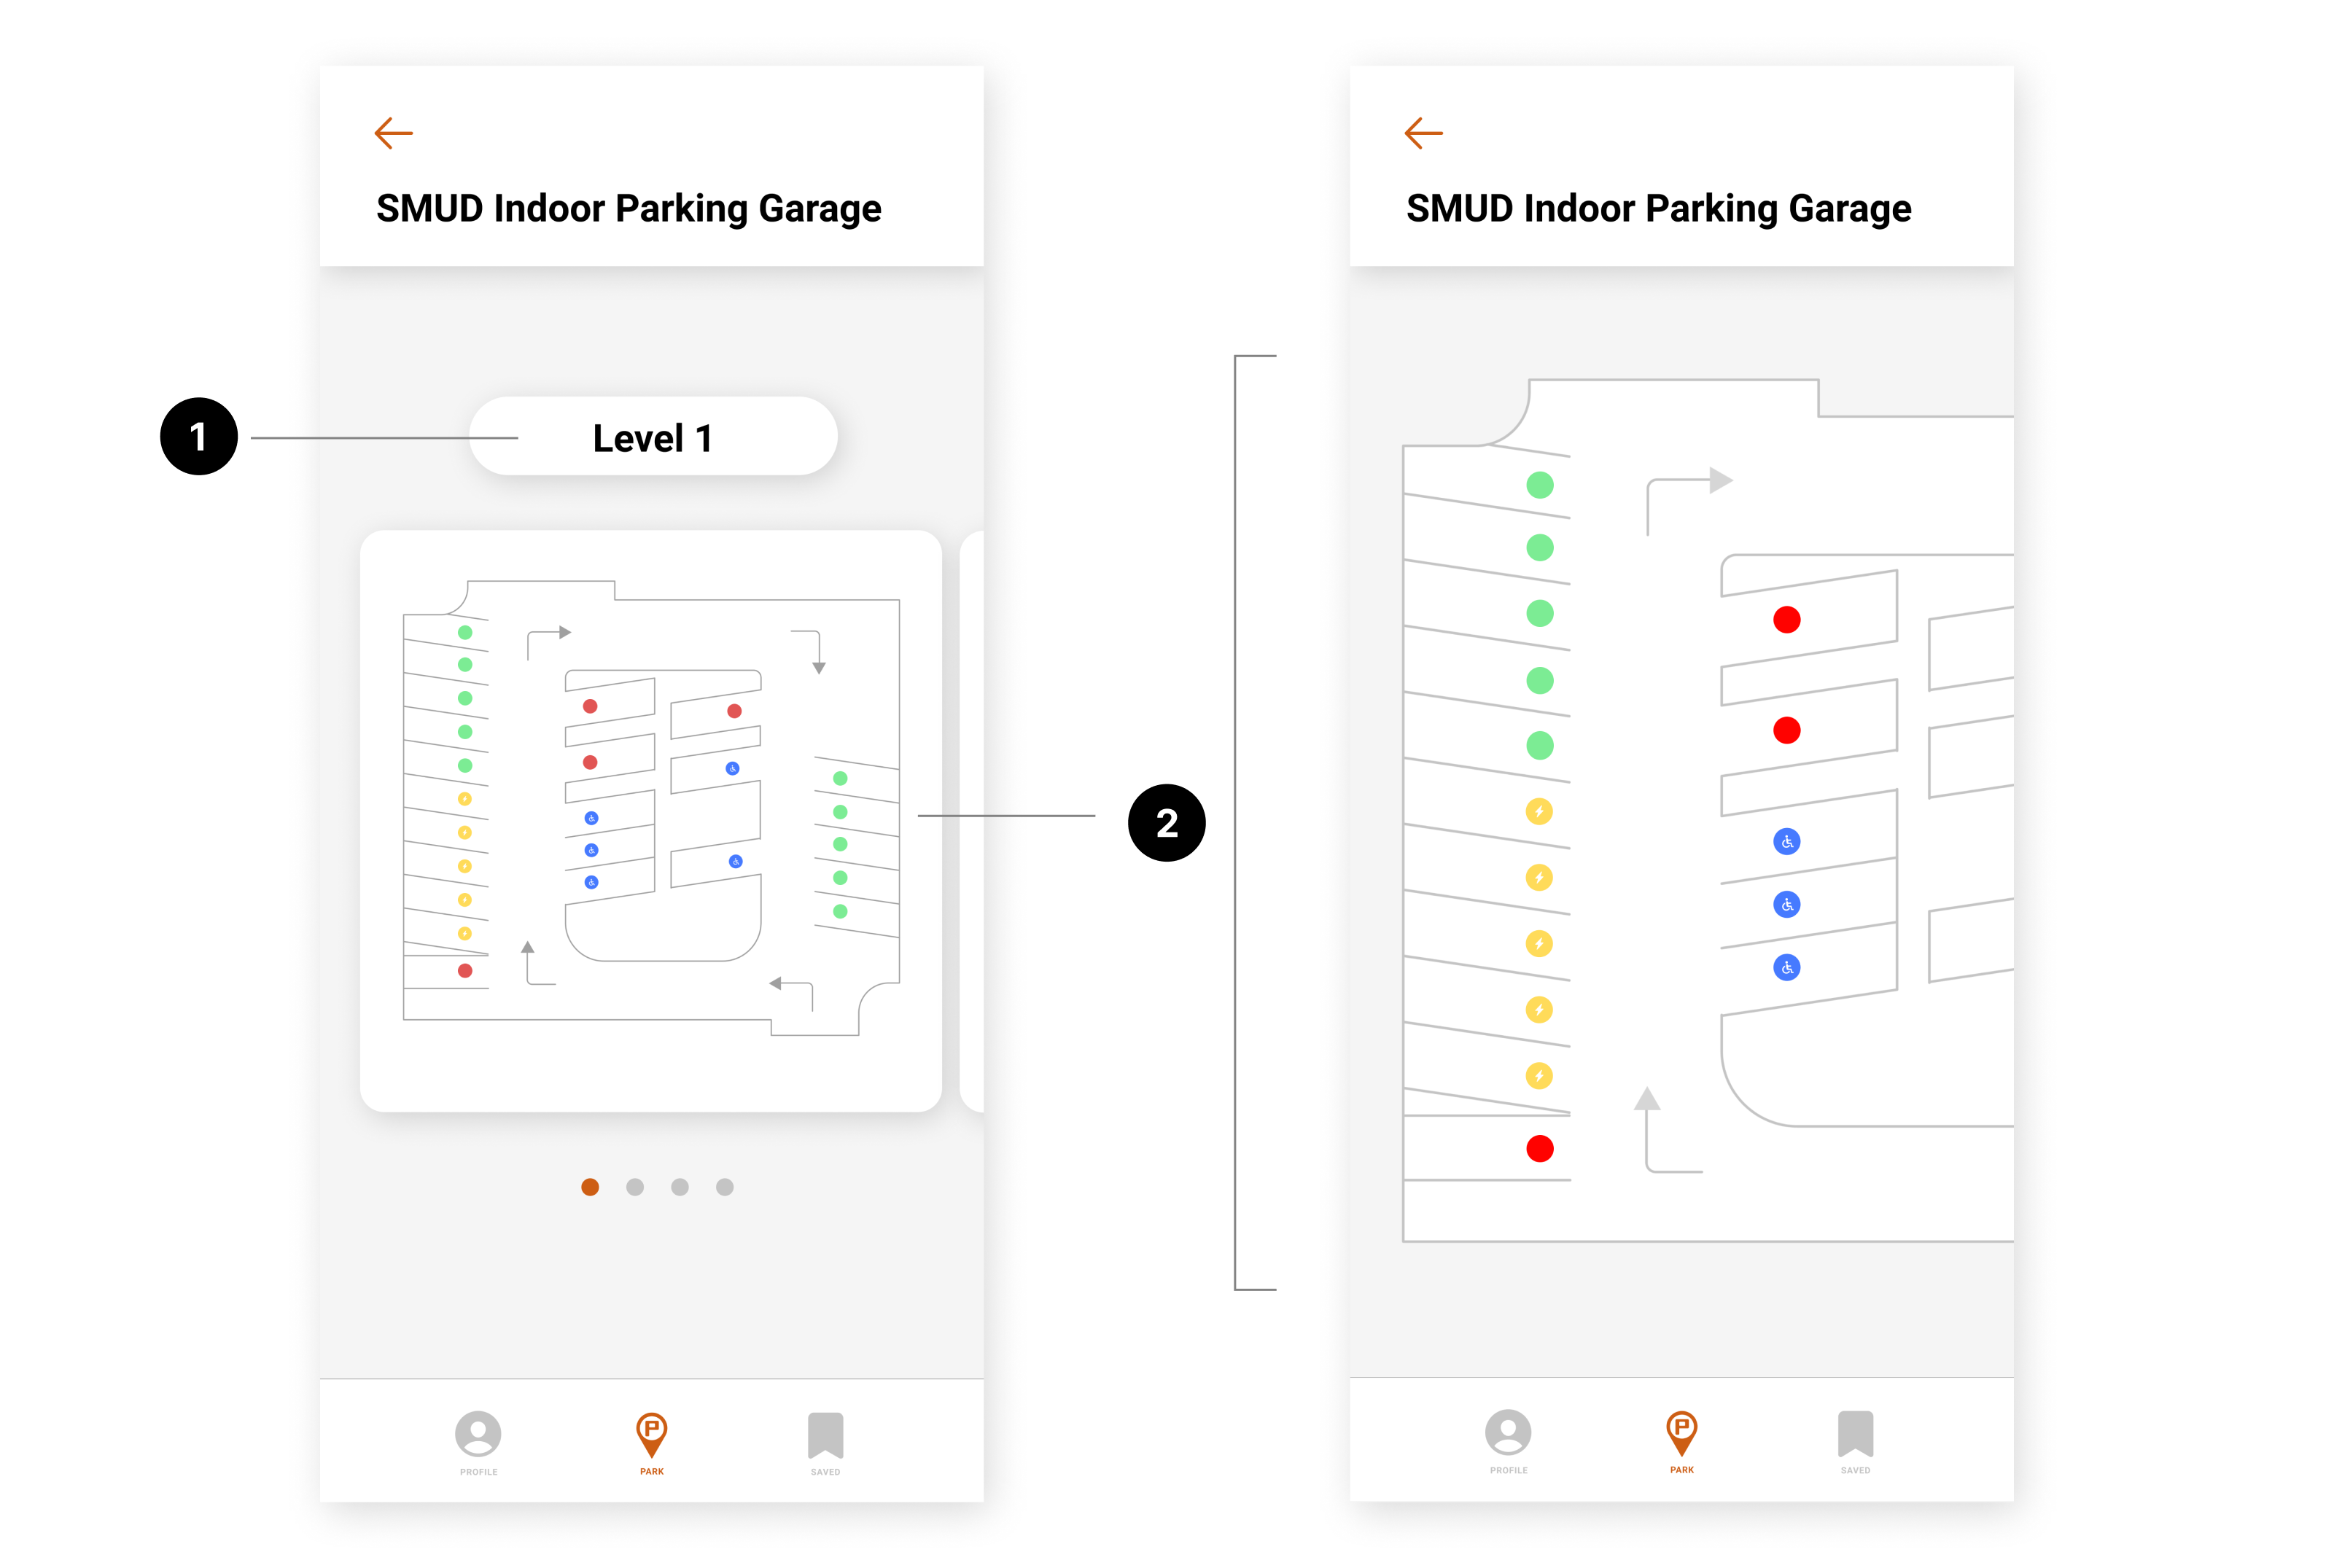 SMUD Indoor Parking Garage
1
Level 1
2
PROFILE
PARK
SAVED
SMUD Indoor Parking Garage
PROFILE
PARK
SAVED